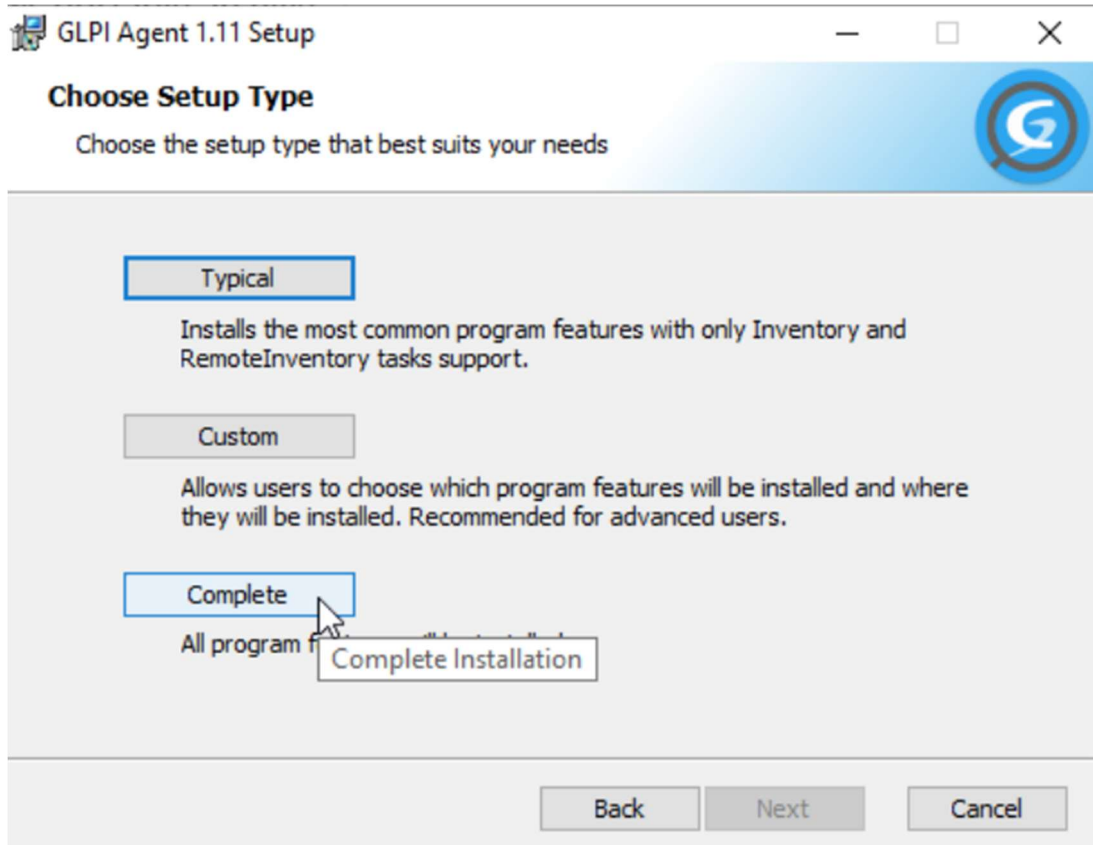 GLPI Agent 1.11 Setup
Choose Setup Type
Choose the setup type that best suits your needs
Typical
Installs the most common program features with only Inventory and
RemoteInventory tasks support.
Custom
Allows users to choose which program features will be installed and where
they will be installed. Recommended for advanced users.
Complete
All program
Complete Installation
Back
Next
Cancel